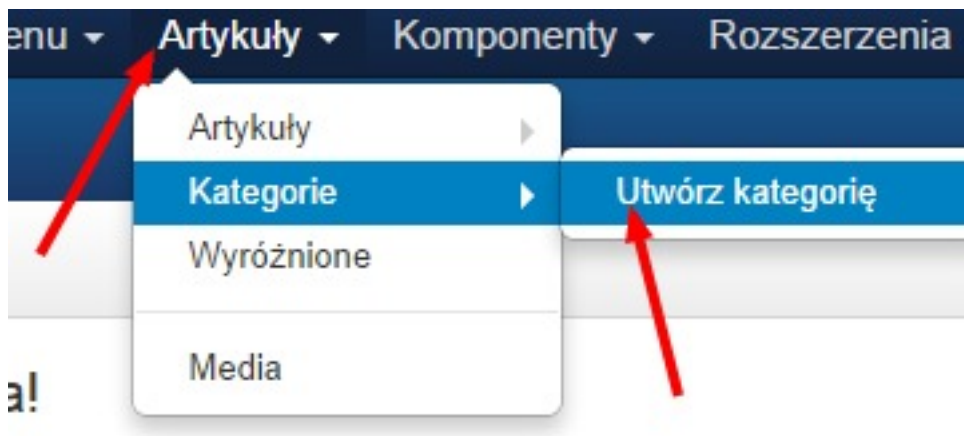 enu Artykuły Komponenty Rozszerzenia
Artykuły
Kategorie Utwórz kategorię
Wyróżnione
Media
a!